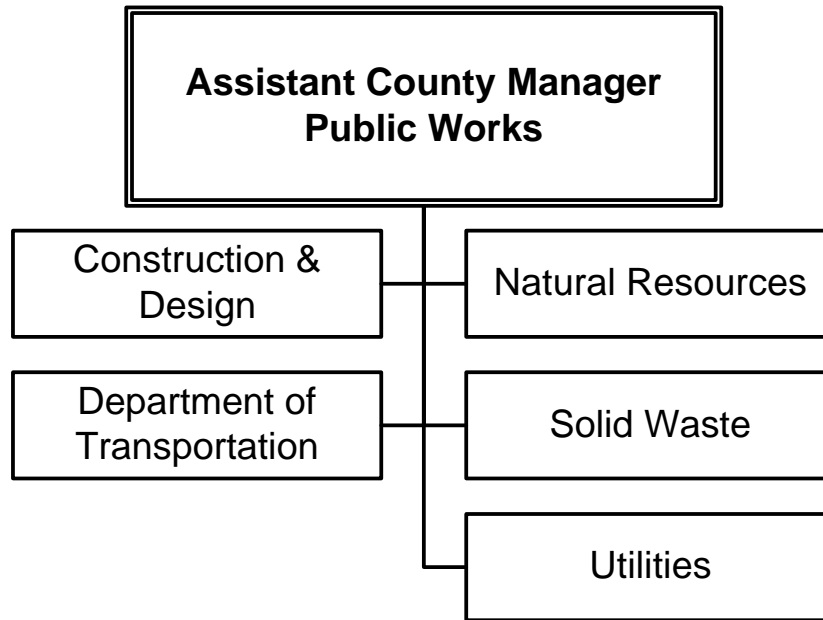 Assistant County Manager
Public Works
Construction &
Design
Natural Resources
Department of
Transportation
Solid Waste
Utilities